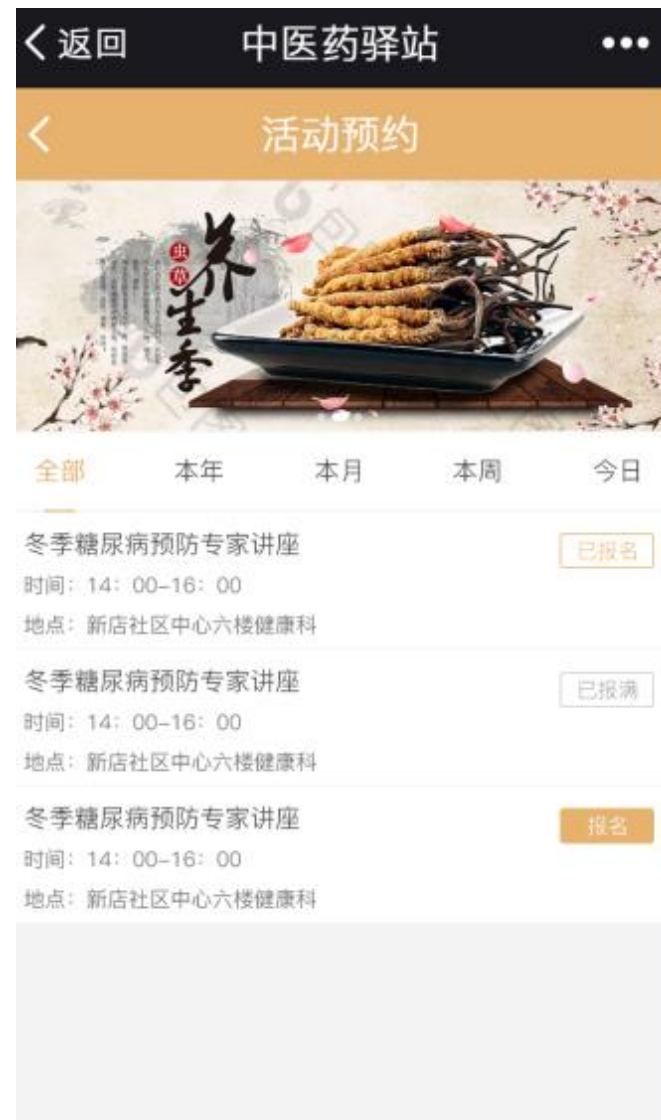 返回
中医药驿站
活动预约
养生季
虫草
全部 本年 本月 本周 今日
冬季糖尿病预防专家讲座
已报名
时间：14：00-16：00
地点：新店社区中心六楼健康科
冬季糖尿病预防专家讲座
已报满
时间：14：00-16：00
地点：新店社区中心六楼健康科
冬季糖尿病预防专家讲座
报名
时间：14：00-16：00
地点：新店社区中心六楼健康科